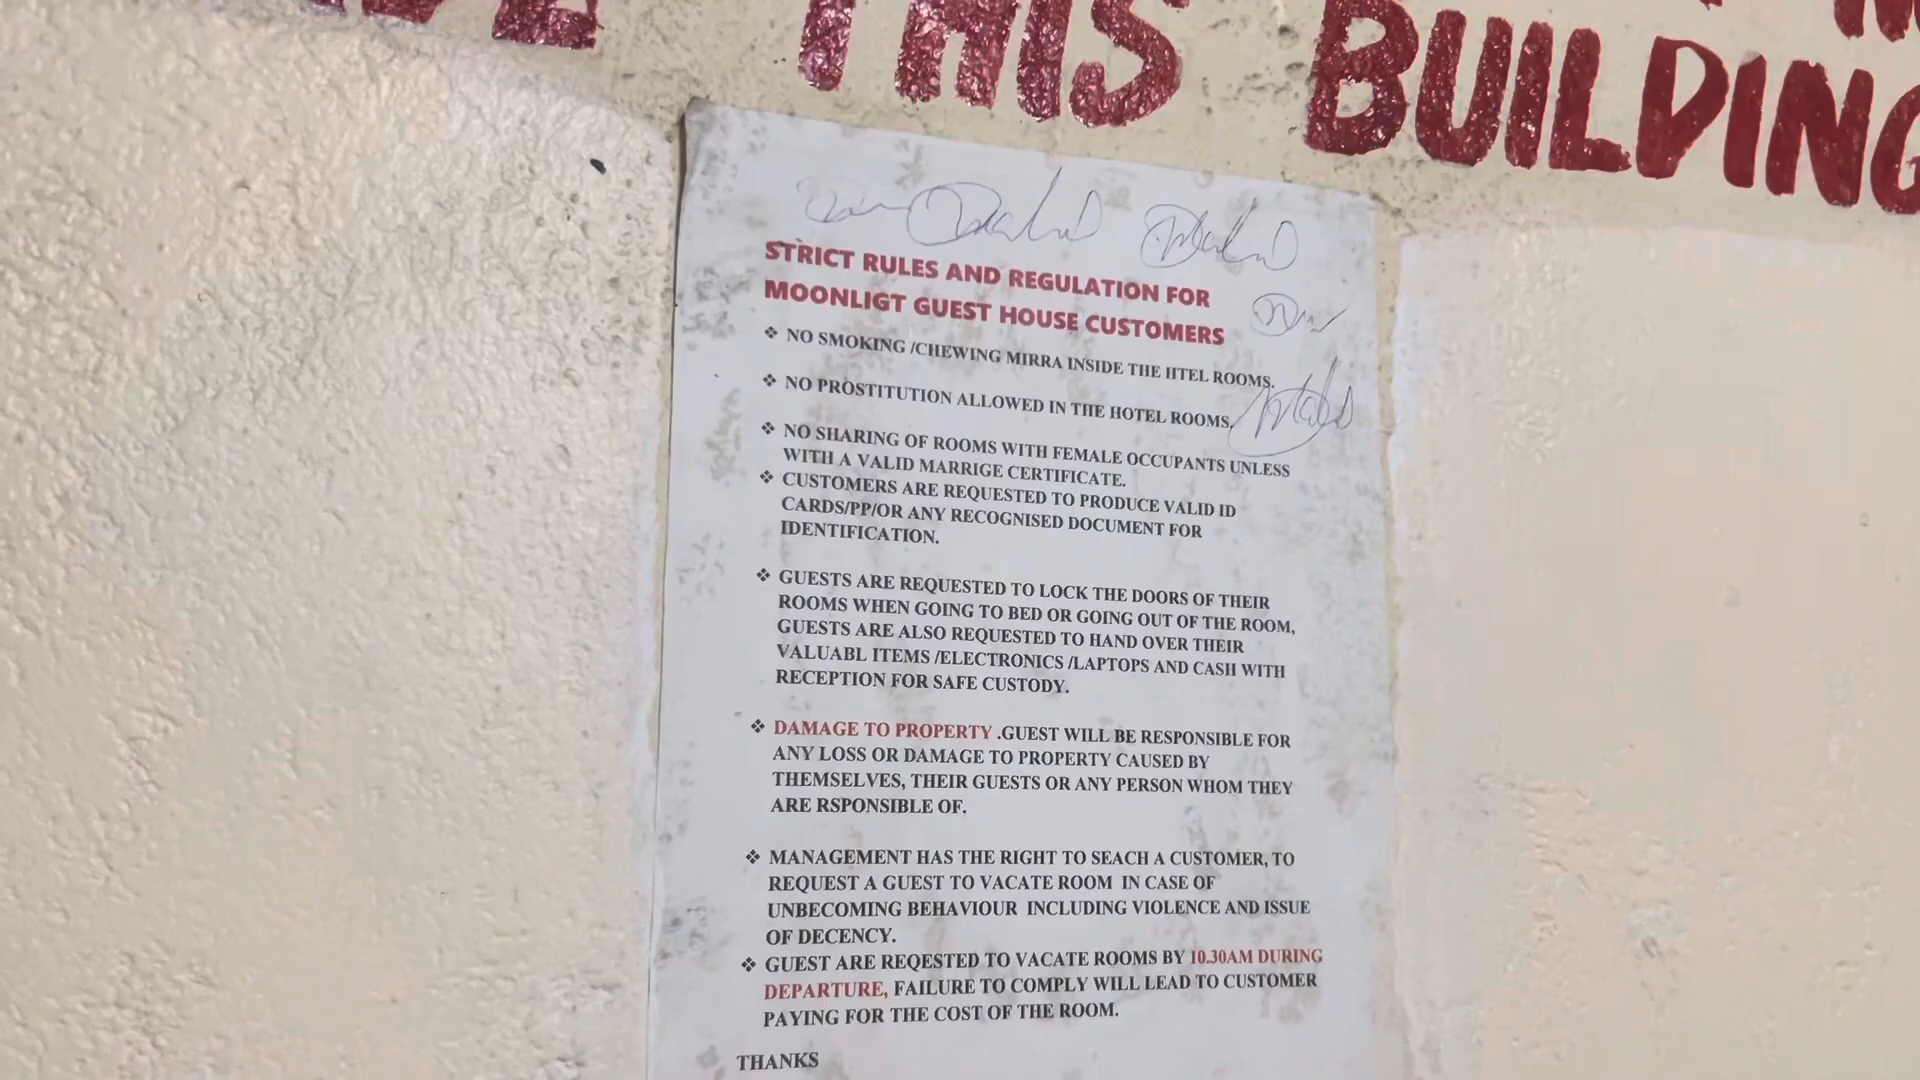 THIS BUILDING
STRICT RULES AND REGULATION FOR
MOONLIGT GUEST HOUSE CUSTOMERS
❖ NO SMOKING /CHEWING MIRRA INSIDE THE HTEL ROOMS.
❖ NO PROSTITUTION ALLOWED IN THE HOTEL ROOMS.
❖ NO SHARING OF ROOMS WITH FEMALE OCCUPANTS UNLESS
WITH A VALID MARRIGE CERTIFICATE.
❖ CUSTOMERS ARE REQUESTED TO PRODUCE VALID ID
CARDS/PP/OR ANY RECOGNISED DOCUMENT FOR
IDENTIFICATION.
❖ GUESTS ARE REQUESTED TO LOCK THE DOORS OF THEIR
ROOMS WHEN GOING TO BED OR GOING OUT OF THE ROOM,
GUESTS ARE ALSO REQUESTED TO HAND OVER THEIR
VALUABL ITEMS /ELECTRONICS /LAPTOPS AND CASH WITH
RECEPTION FOR SAFE CUSTODY.
❖ DAMAGE TO PROPERTY .GUEST WILL BE RESPONSIBLE FOR
ANY LOSS OR DAMAGE TO PROPERTY CAUSED BY
THEMSELVES, THEIR GUESTS OR ANY PERSON WHOM THEY
ARE RSPONSIBLE OF.
❖ MANAGEMENT HAS THE RIGHT TO SEACH A CUSTOMER, TO
REQUEST A GUEST TO VACATE ROOM IN CASE OF
UNBECOMING BEHAVIOUR INCLUDING VIOLENCE AND ISSUE
OF DECENCY.
❖ GUEST ARE REQESTED TO VACATE ROOMS BY 10.30AM DURING
DEPARTURE, FAILURE TO COMPLY WILL LEAD TO CUSTOMER
PAYING FOR THE COST OF THE ROOM.
THANKS